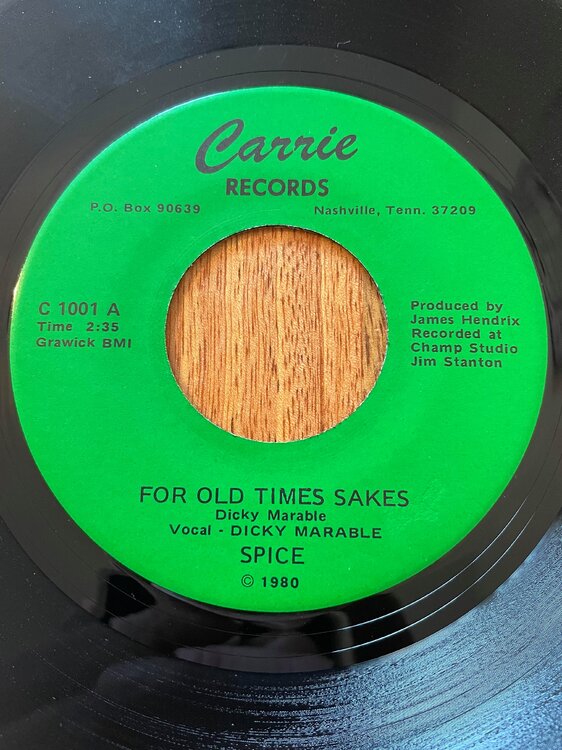 Carrie
RECORDS
P.O. Box 90639
Nashville, Tenn. 37209
C 1001 A
Time 2:35
Grawick BMI
Produced by
James Hendrix
Recorded at
Champ Studio
Jim Stanton
FOR OLD TIMES SAKES
Dicky Marable
Vocal - DICKY MARABLE
SPICE
© 1980